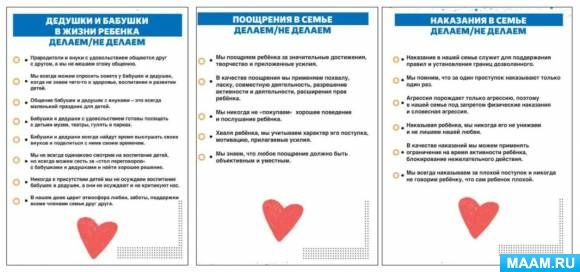 ДЕДУШКИ И БАБУШКИ
В ЖИЗНИ РЕБЕНКА
ДЕЛАЕМ/НЕ ДЕЛАЕМ
Прародители и внуки с удовольствием общаются друг
с другом, а мы не мешаем этому общению.
Мы всегда можем спросить совета у бабушек и дедушек,
когда не знаем чего-то о здоровье, воспитании и развитии
детей.
Общение бабушек и дедушек с внуками – это всегда
маленький праздник для детей.
Бабушки и дедушки с удовольствием готовы посещать
с детьми музеи, театры, гулять в парках.
Бабушки и дедушки всегда найдут время выслушать своих
внуков и поделиться с ними своим временем.
Мы не всегда одинаково смотрим на воспитание детей,
но всегда можем сесть за «стол переговоров»
с бабушками и дедушками и найти хорошее решение.
Никогда в присутствии детей мы не осуждаем воспитание
бабушек и дедушек, а они не осуждают и не критикуют нас.
В нашем доме царит атмосфера любви, заботы, поддержки
всеми членами семьи друг друга.
ПООЩРЕНИЯ В СЕМЬЕ
ДЕЛАЕМ/НЕ ДЕЛАЕМ
Мы поощряем ребёнка за значительные достижения,
творчество и приложенные усилия.
В качестве поощрения мы применяем похвалу,
ласку, совместную деятельность, разрешение
активности и деятельности, расширения прав
ребёнка.
Мы никогда не «покупаем» хорошее поведение
и послушание ребёнка.
Хваля ребёнка, мы учитываем характер его поступка,
мотивацию, прилагаемые усилия.
Мы знаем, что любое поощрение должно быть
объективным и уместным.
НАКАЗАНИЯ В СЕМЬЕ
ДЕЛАЕМ/НЕ ДЕЛАЕМ
Наказание в нашей семье служит для поддержания
правил и установления границ дозволенного.
Мы помним, что за один поступок наказывают только
один раз.
Агрессия порождает только агрессию, поэтому
в нашей семье под запретом физические наказания
и словесная агрессия.
Наказывая ребёнка, мы никогда его не унижаем
и не лишаем нашей любви.
В качестве наказаний мы можем применить
ограничения на время активности ребёнка,
блокирование нежелательного действия.
Мы всегда наказываем за плохой поступок и никогда
не говорим ребёнку, что сам ребенок плохой.
MAAM.RU